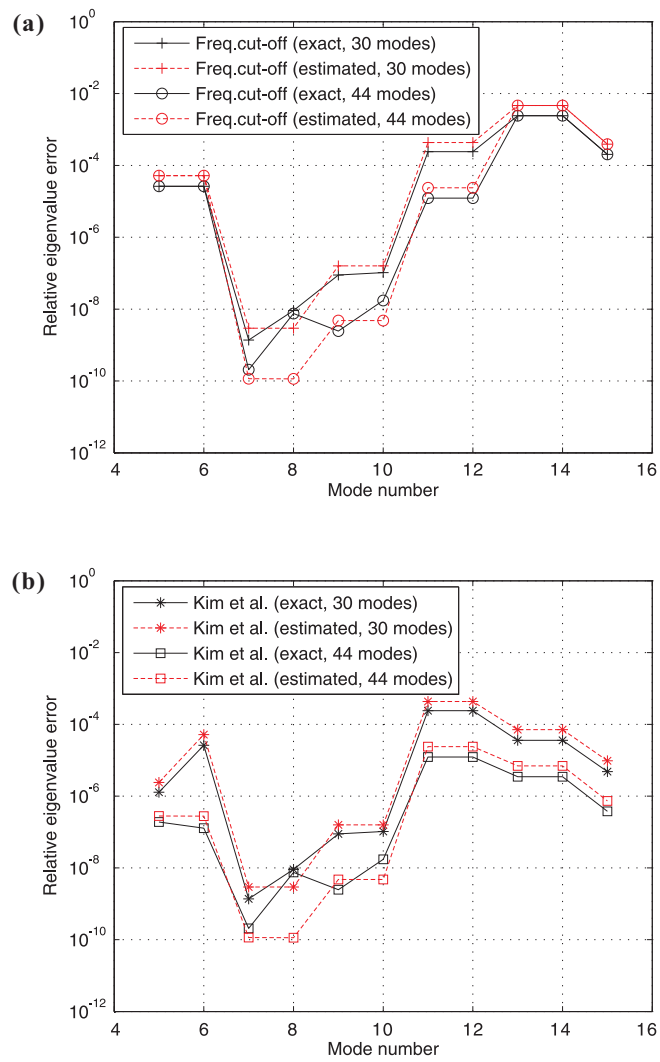 (a)
10^0
10^-2
10^-4
10^-6
10^-8
10^-10
10^-12
Relative eigenvalue error
Freq.cut-off (exact, 30 modes)
Freq.cut-off (estimated, 30 modes)
Freq.cut-off (exact, 44 modes)
Freq.cut-off (estimated, 44 modes)
4 6 8 10 12 14 16
Mode number
(b)
10^0
10^-2
10^-4
10^-6
10^-8
10^-10
10^-12
Relative eigenvalue error
Kim et al. (exact, 30 modes)
Kim et al. (estimated, 30 modes)
Kim et al. (exact, 44 modes)
Kim et al. (estimated, 44 modes)
4 6 8 10 12 14 16
Mode number